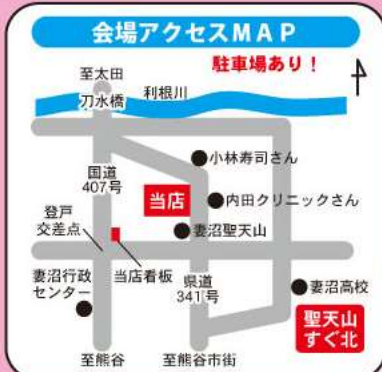 会場アクセスMAP
駐車場あり！
至太田
刀水橋
利根川
小林寿司さん
国道
407号
当店
内田クリニックさん
登戸
交差点
妻沼聖天山
妻沼行政
センター
当店看板
県道
341号
妻沼高校
聖天山
すぐ北
至熊谷
至熊谷市街